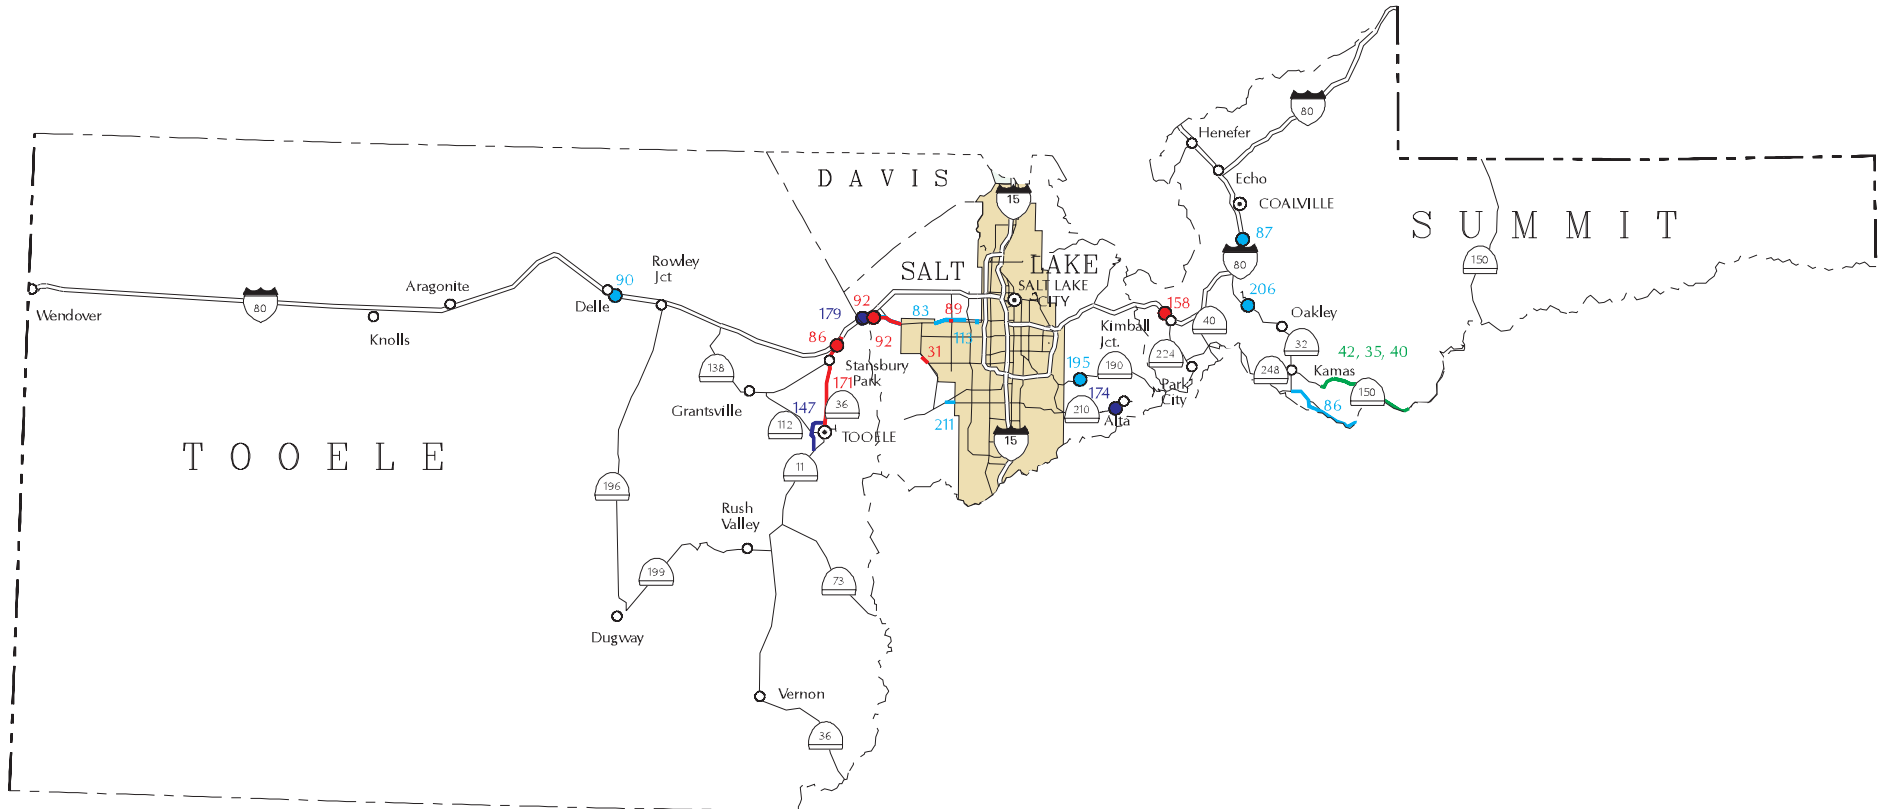 80
Henefer
Echo
DAVIS
15
COALVILLE
SUMMIT
87
150
80
Rowley
Jct
SALT LAKE
90
Aragonite
SALT LAKE
CITY
206
Delle
179
92
83
89
158
Oakley
Wendover
80
Knolls
86
92
113
Kimball
Jct.
40
32
42, 35, 40
31
224
138
Stansbury
Park
195
190
248
Kamas
171
Park
City
150
Grantsville
147
36
174
86
112
211
210
Alta
TOOELE
15
TOOELE
11
196
Rush
Valley
199
73
Dugway
Vernon
36